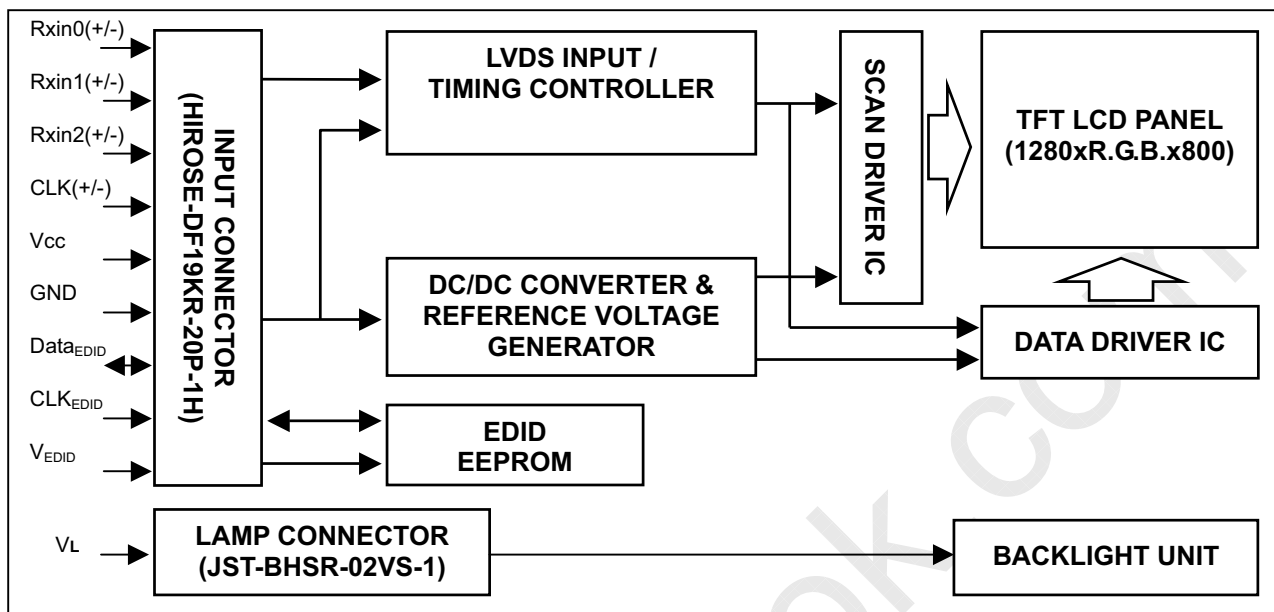 Rxin0(+/-)
Rxin1(+/-)
Rxin2(+/-)
CLK(+/-)
Vcc
GND
DataEDID
CLKEDID
VEDID
VL
INPUT CONNECTOR
(HIROSE-DF19KR-20P-1H)
LVDS INPUT /
TIMING CONTROLLER
DC/DC CONVERTER &
REFERENCE VOLTAGE
GENERATOR
EDID
EEPROM
LAMP CONNECTOR
(JST-BHSR-02VS-1)
SCAN DRIVER IC
TFT LCD PANEL
(1280xR.G.B.x800)
DATA DRIVER IC
BACKLIGHT UNIT